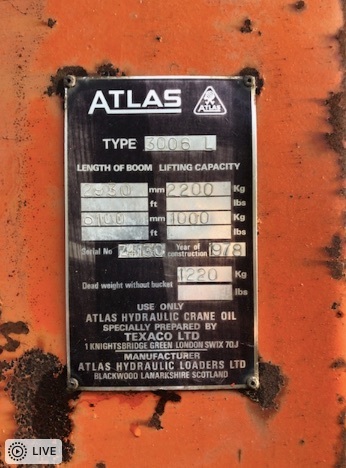 ATLAS ATLAS
TYPE 3006 L
LENGTH OF BOOM LIFTING CAPACITY
mm 2200 Kg
ft lbs
6100 mm 1000 Kg
ft lbs
Serial No Year of construction 1978
1220 Kg
Dead weight without bucket
lbs
USE ONLY
ATLAS HYDRAULIC CRANE OIL
SPECIALLY PREPARED BY
TEXACO LTD
1 KNIGHTSBRIDGE GREEN LONDON SW1X 7QJ
MANUFACTURER
ATLAS HYDRAULIC LOADERS LTD
BLACKWOOD LANARKSHIRE SCOTLAND
LIVE